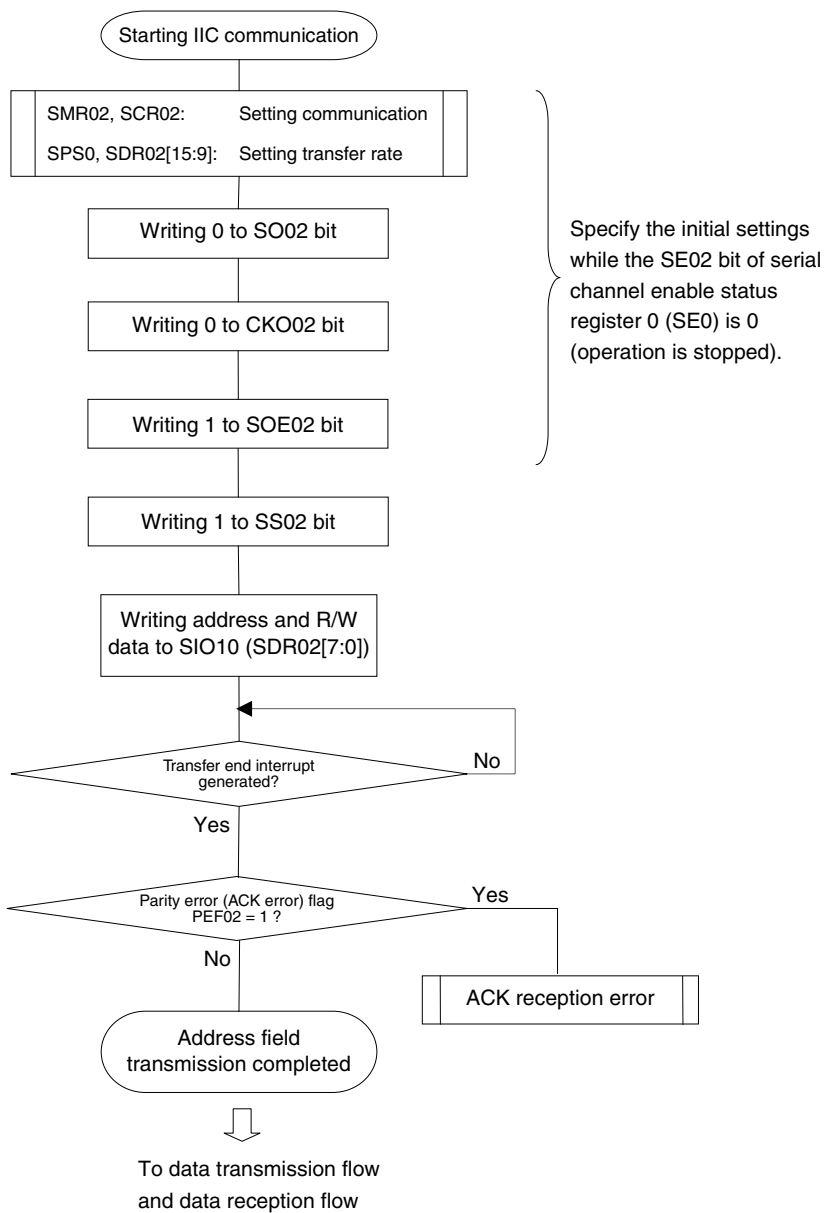 Starting IIC communication
SMR02, SCR02: Setting communication
SPS0, SDR02[15:9]: Setting transfer rate
Writing 0 to SO02 bit
Writing 0 to CKO02 bit
Writing 1 to SOE02 bit
Specify the initial settings
while the SE02 bit of serial
channel enable status
register 0 (SE0) is 0
(operation is stopped).
Writing 1 to SS02 bit
Writing address and R/W
data to SIO10 (SDR02[7:0])
Transfer end interrupt
generated?
No
Yes
Parity error (ACK error) flag
PEF02 = 1 ?
Yes
No
ACK reception error
Address field
transmission completed
To data transmission flow
and data reception flow